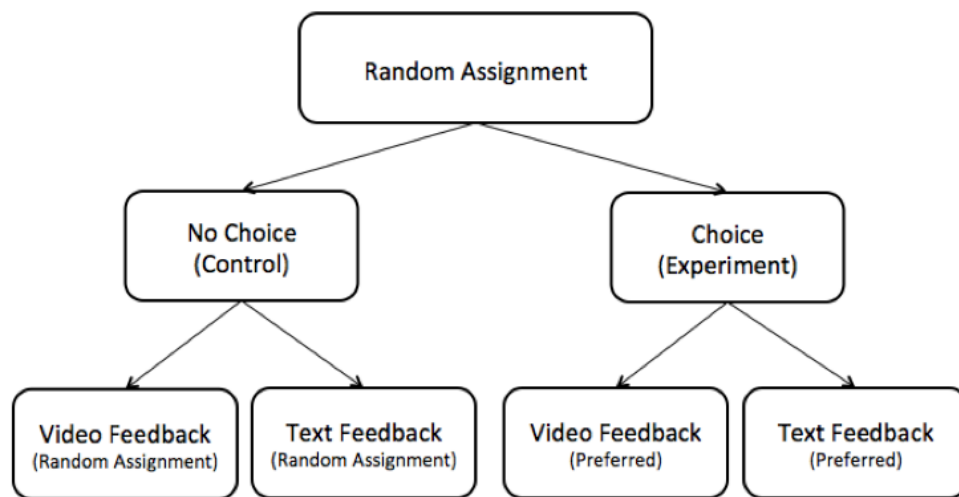 Random Assignment
No Choice
(Control)
Choice
(Experiment)
Video Feedback
(Random Assignment)
Text Feedback
(Random Assignment)
Video Feedback
(Preferred)
Text Feedback
(Preferred)